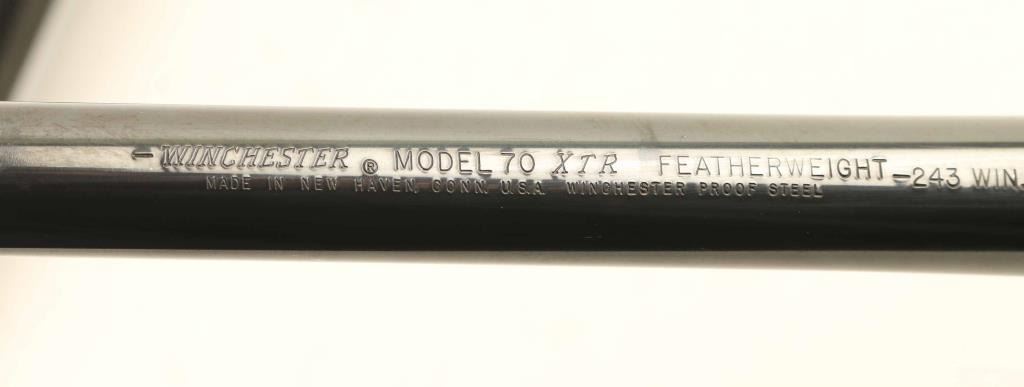 –WINCHESTER ® MODEL 70 XTR FEATHERWEIGHT –243 WIN.
MADE IN NEW HAVEN, CONN. U.S.A. WINCHESTER PROOF STEEL